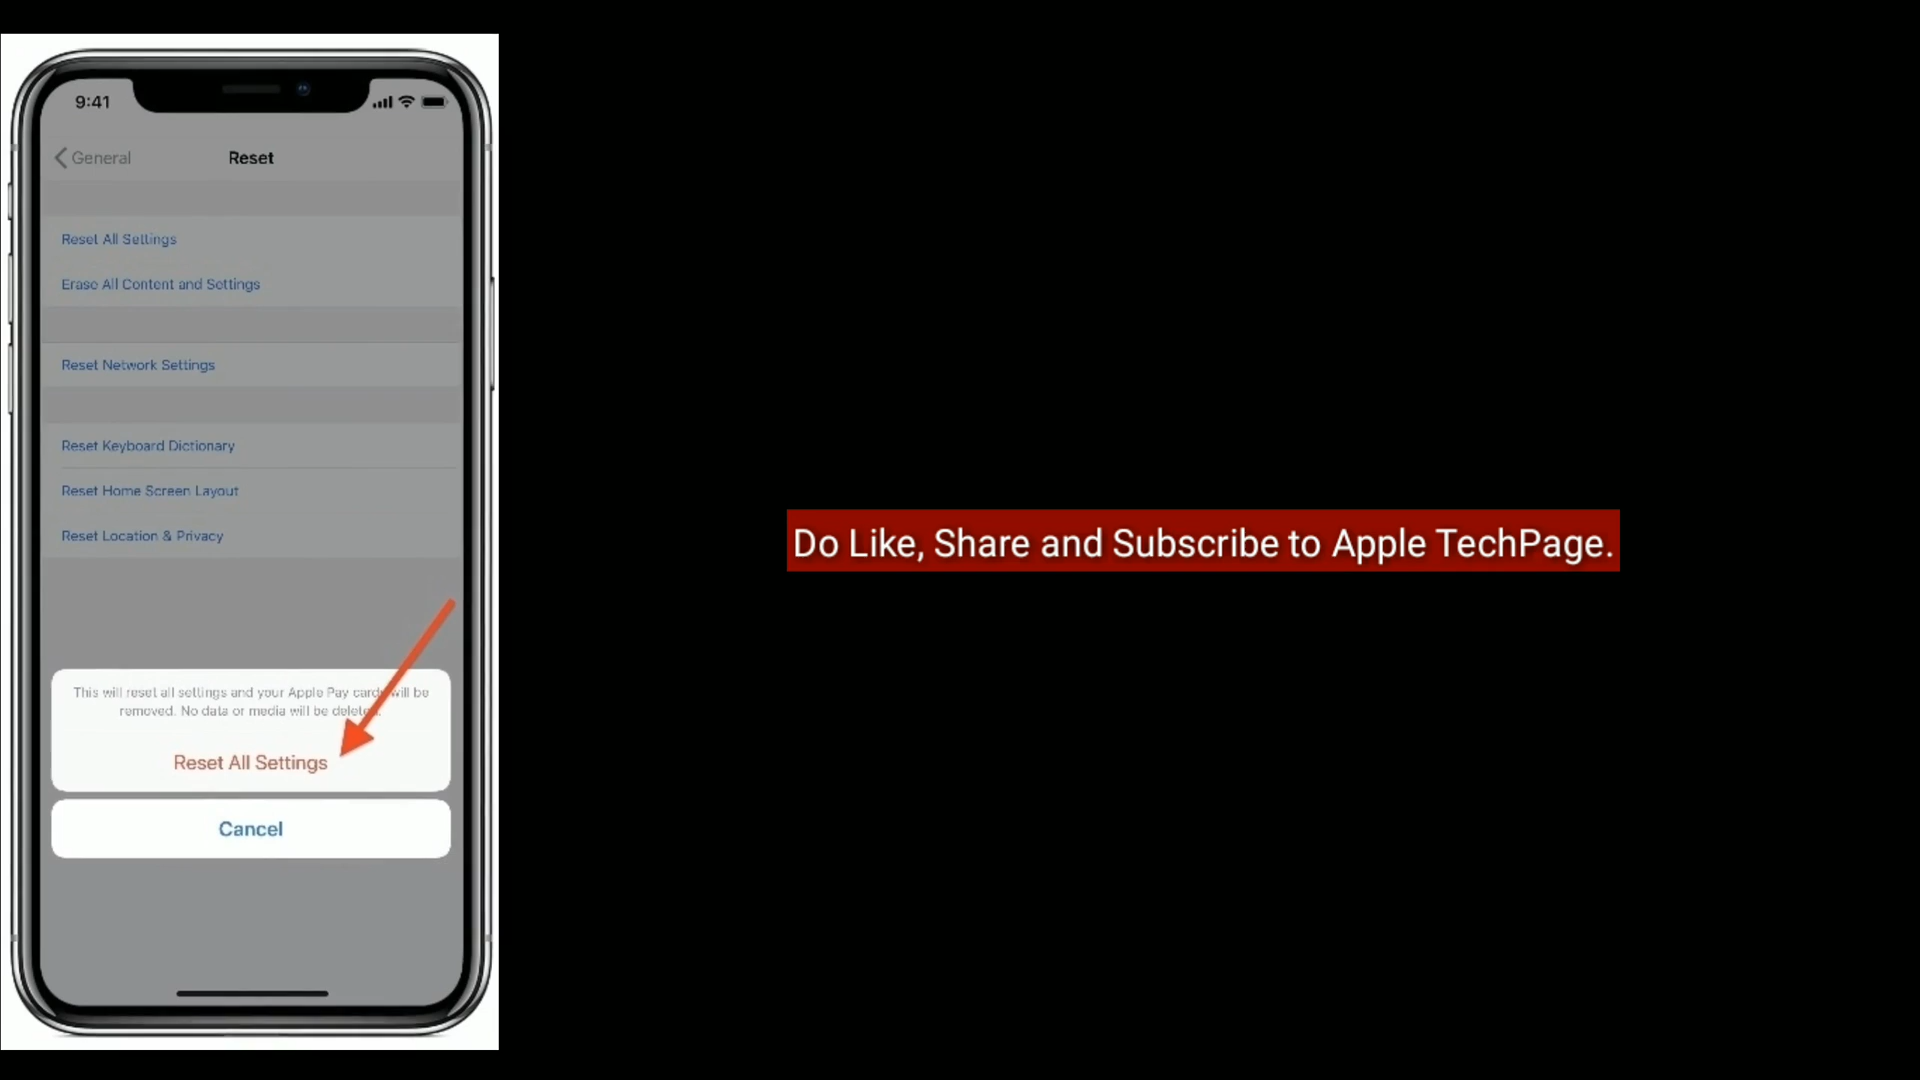 9:41
General
Reset
Reset All Settings
Erase All Content and Settings
Reset Network Settings
Reset Keyboard Dictionary
Reset Home Screen Layout
Reset Location & Privacy
This will reset all settings and your Apple Pay cards will be
removed. No data or media will be deleted.
Reset All Settings
Cancel
Do Like, Share and Subscribe to Apple TechPage.